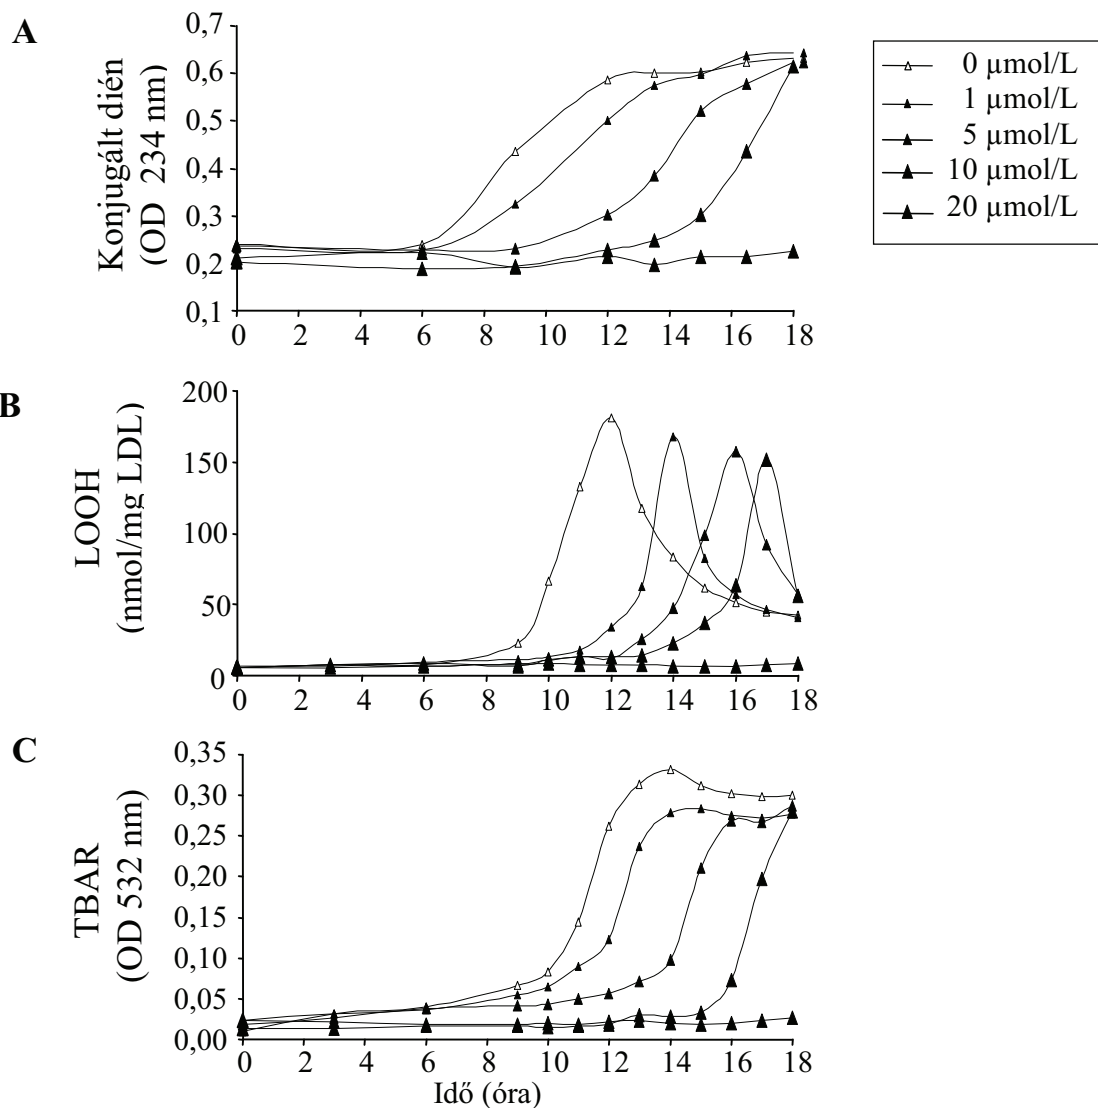 A
Konjugált dién
(OD 234 nm)
0,7
0,6
0,5
0,4
0,3
0,2
0,1
0 2 4 6 8 10 12 14 16 18
0 µmol/L
1 µmol/L
5 µmol/L
10 µmol/L
20 µmol/L
B
LOOH
(nmol/mg LDL)
200
150
100
50
0
0 2 4 6 8 10 12 14 16 18
C
TBAR
(OD 532 nm)
0,35
0,30
0,25
0,20
0,15
0,10
0,05
0,00
0 2 4 6 8 10 12 14 16 18
Idő (óra)